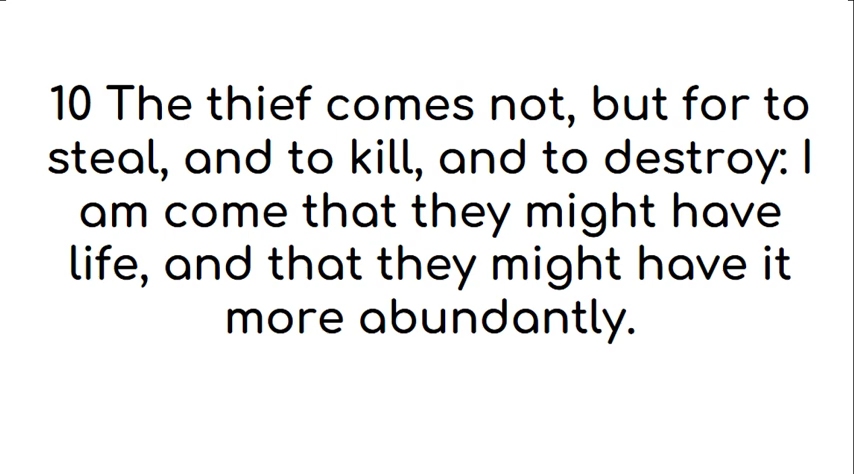 10 The thief comes not, but for to
steal, and to kill, and to destroy: I
am come that they might have
life, and that they might have it
more abundantly.